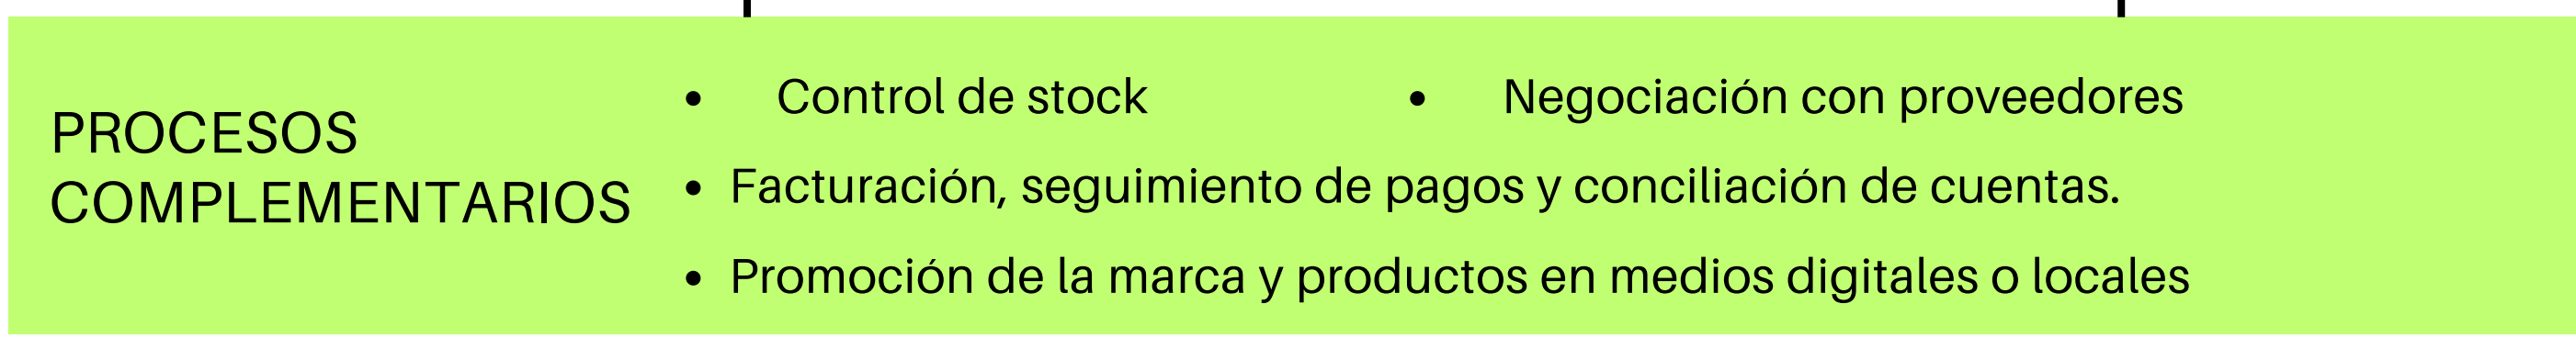 PROCESOS
COMPLEMENTARIOS
• Control de stock • Negociación con proveedores
• Facturación, seguimiento de pagos y conciliación de cuentas.
• Promoción de la marca y productos en medios digitales o locales